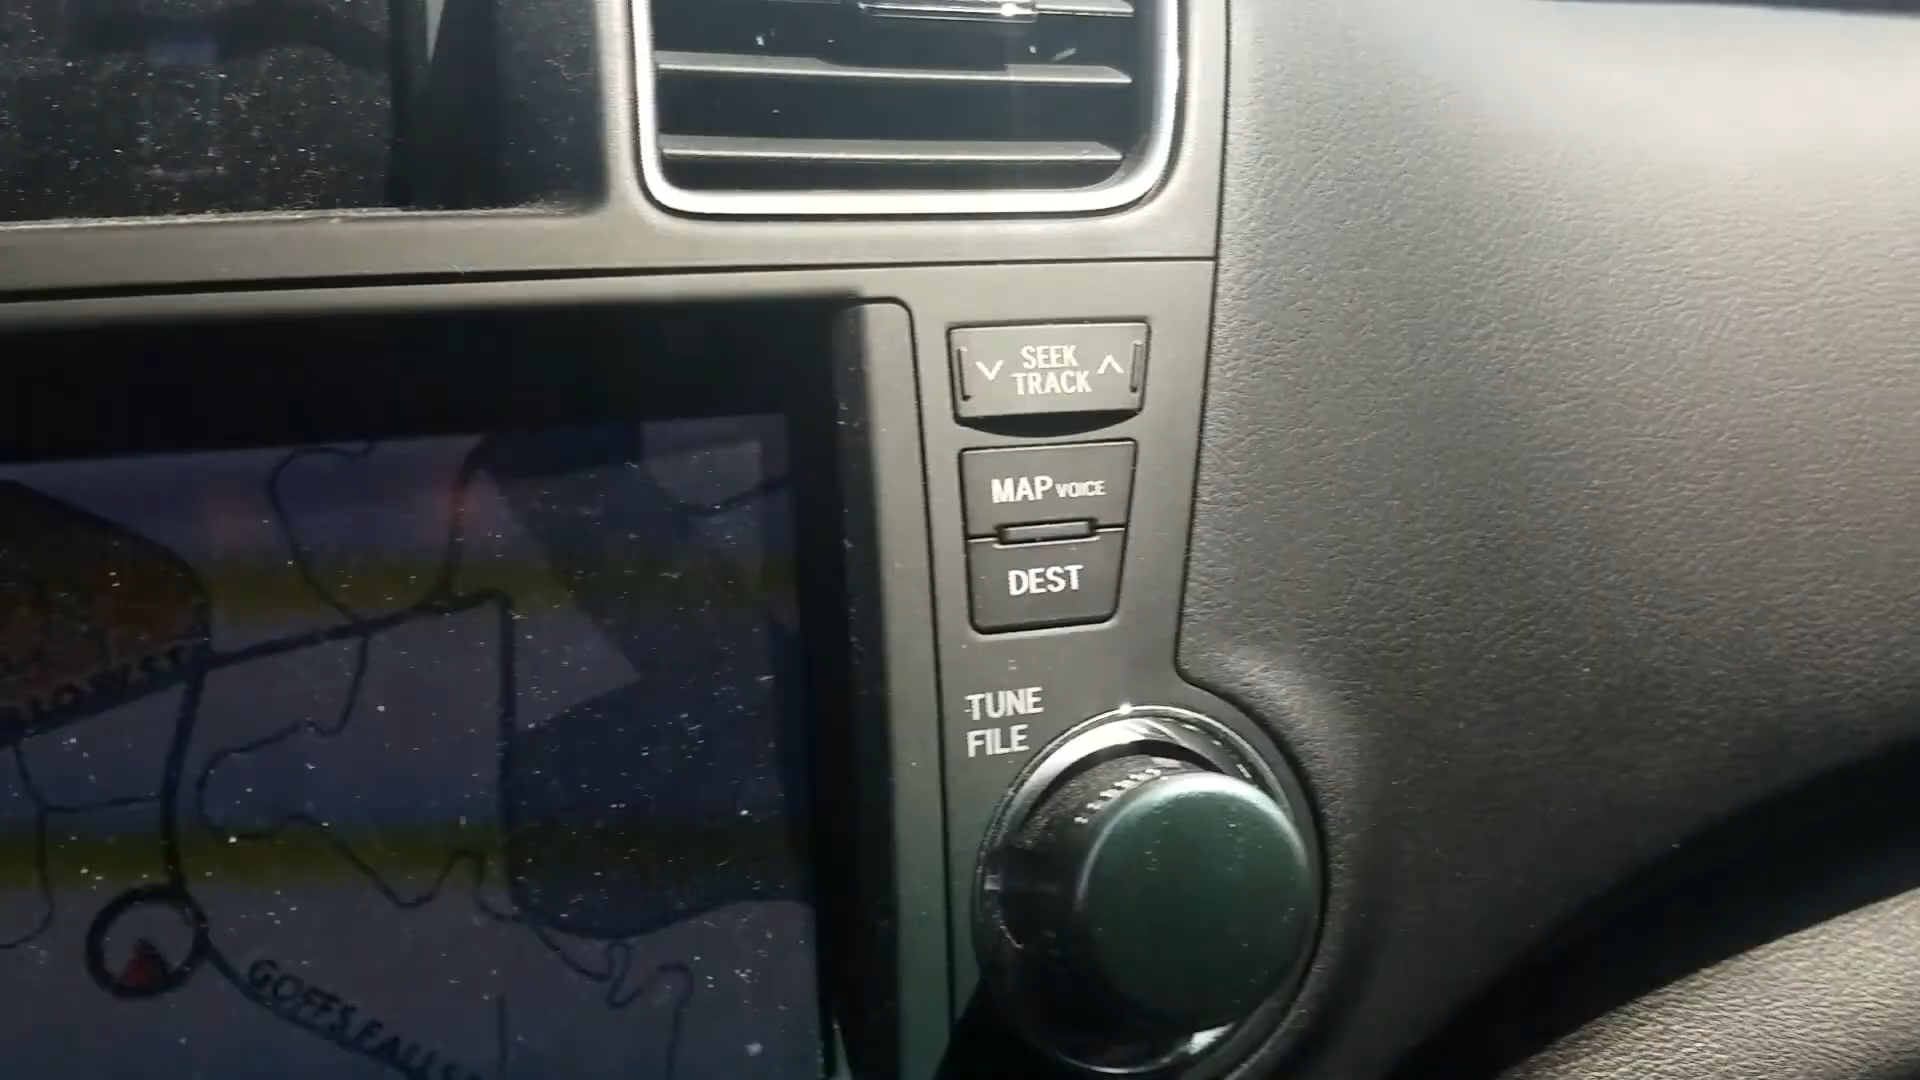 SEEK
TRACK
MAP VOICE
DEST
TUNE
FILE
GOFFS FALLS